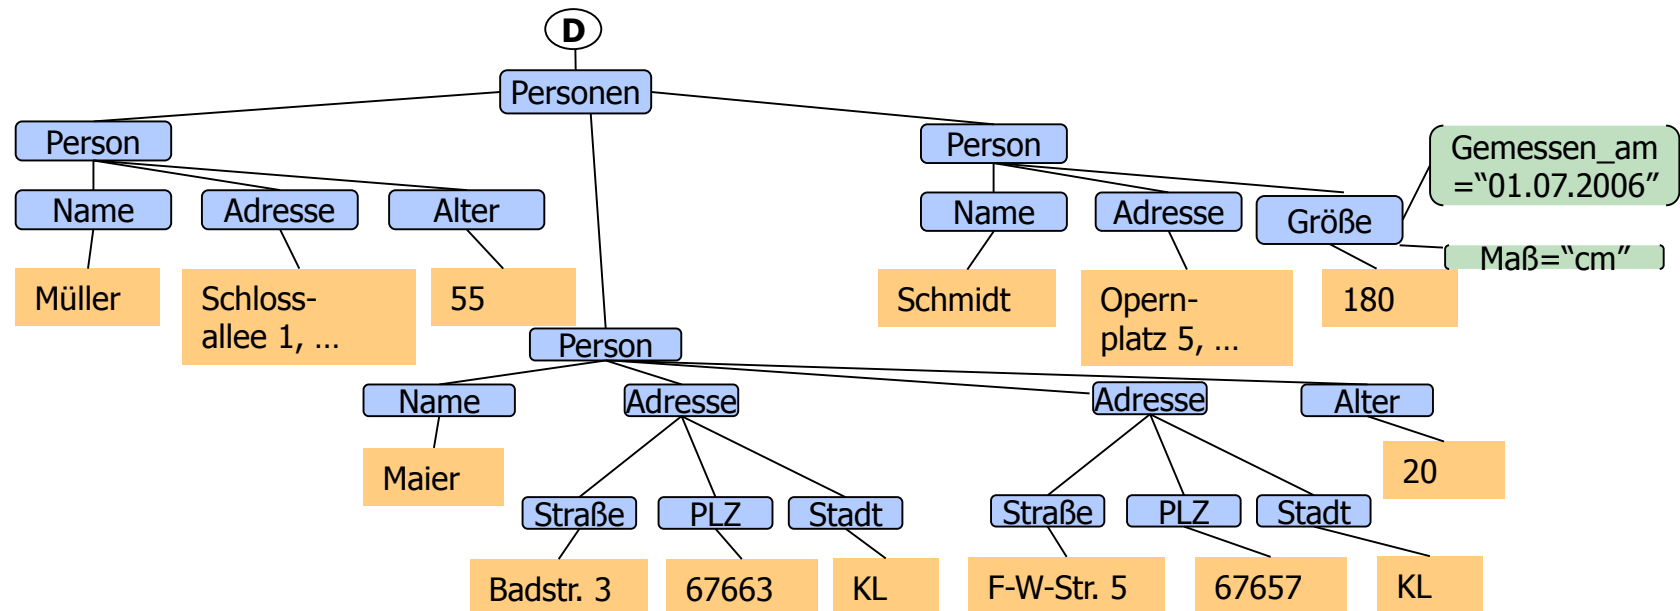 D
Personen
Person
Person
Gemessen_am
=“01.07.2006”
Name
Adresse
Alter
Name
Adresse
Größe
Maß=“cm”
Müller
Schloss-
allee 1, …
55
Schmidt
Opern-
platz 5, …
180
Person
Name
Adresse
Adresse
Alter
Maier
20
Straße
PLZ
Stadt
Straße
PLZ
Stadt
Badstr. 3
67663
KL
F-W-Str. 5
67657
KL